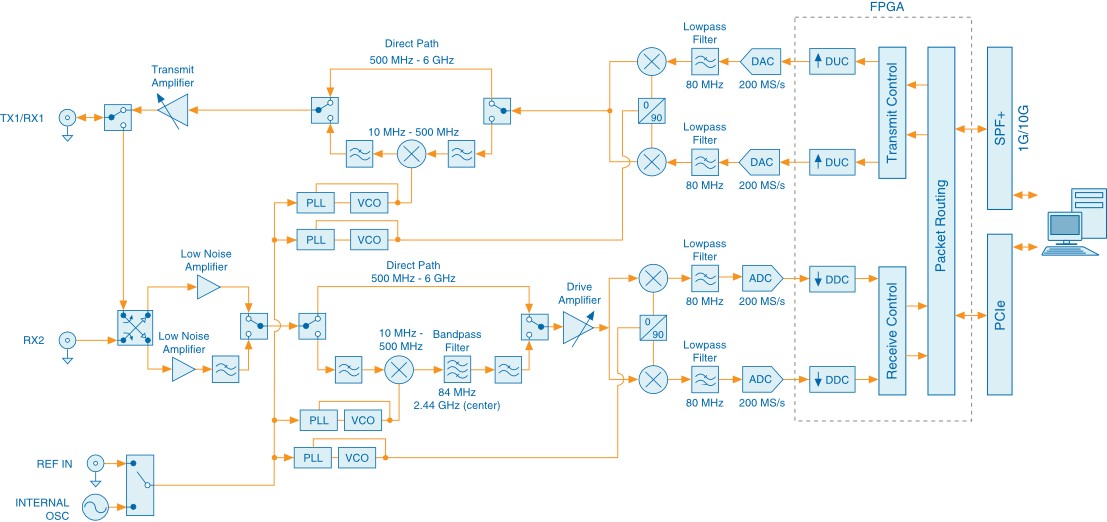 FPGA
Lowpass
Filter
Direct Path
500 MHz - 6 GHz
DAC
DUC
Transmit
Amplifier
80 MHz
200 MS/s
0
90
Transmit Control
SPF+
1G/10G
TX1/RX1
10 MHz - 500 MHz
Lowpass
Filter
DAC
DUC
80 MHz
200 MS/s
PLL
VCO
PLL
VCO
Packet Routing
Low Noise
Amplifier
Direct Path
500 MHz - 6 GHz
Lowpass
Filter
ADC
DDC
Drive
Amplifier
80 MHz
200 MS/s
0
90
Receive Control
PCIe
RX2
Low Noise
Amplifier
10 MHz -
500 MHz
Bandpass
Filter
84 MHz
2.44 GHz (center)
Lowpass
Filter
ADC
DDC
80 MHz
200 MS/s
PLL
VCO
PLL
VCO
REF IN
INTERNAL
OSC